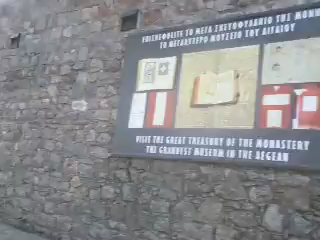 ΕΠΙΣΚΕΦΘΕΙΤΕ ΤΟ ΜΕΓΑ ΣΚΕΥΟΦΥΛΑΚΙΟ ΤΗΣ ΜΟΝΗΣ
ΤΟ ΜΕΓΑΛΥΤΕΡΟ ΜΟΥΣΕΙΟ ΤΟΥ ΑΙΓΑΙΟΥ
VISIT THE GREAT TREASURY OF THE MONASTERY
THE GRANDEST MUSEUM IN THE AEGEAN